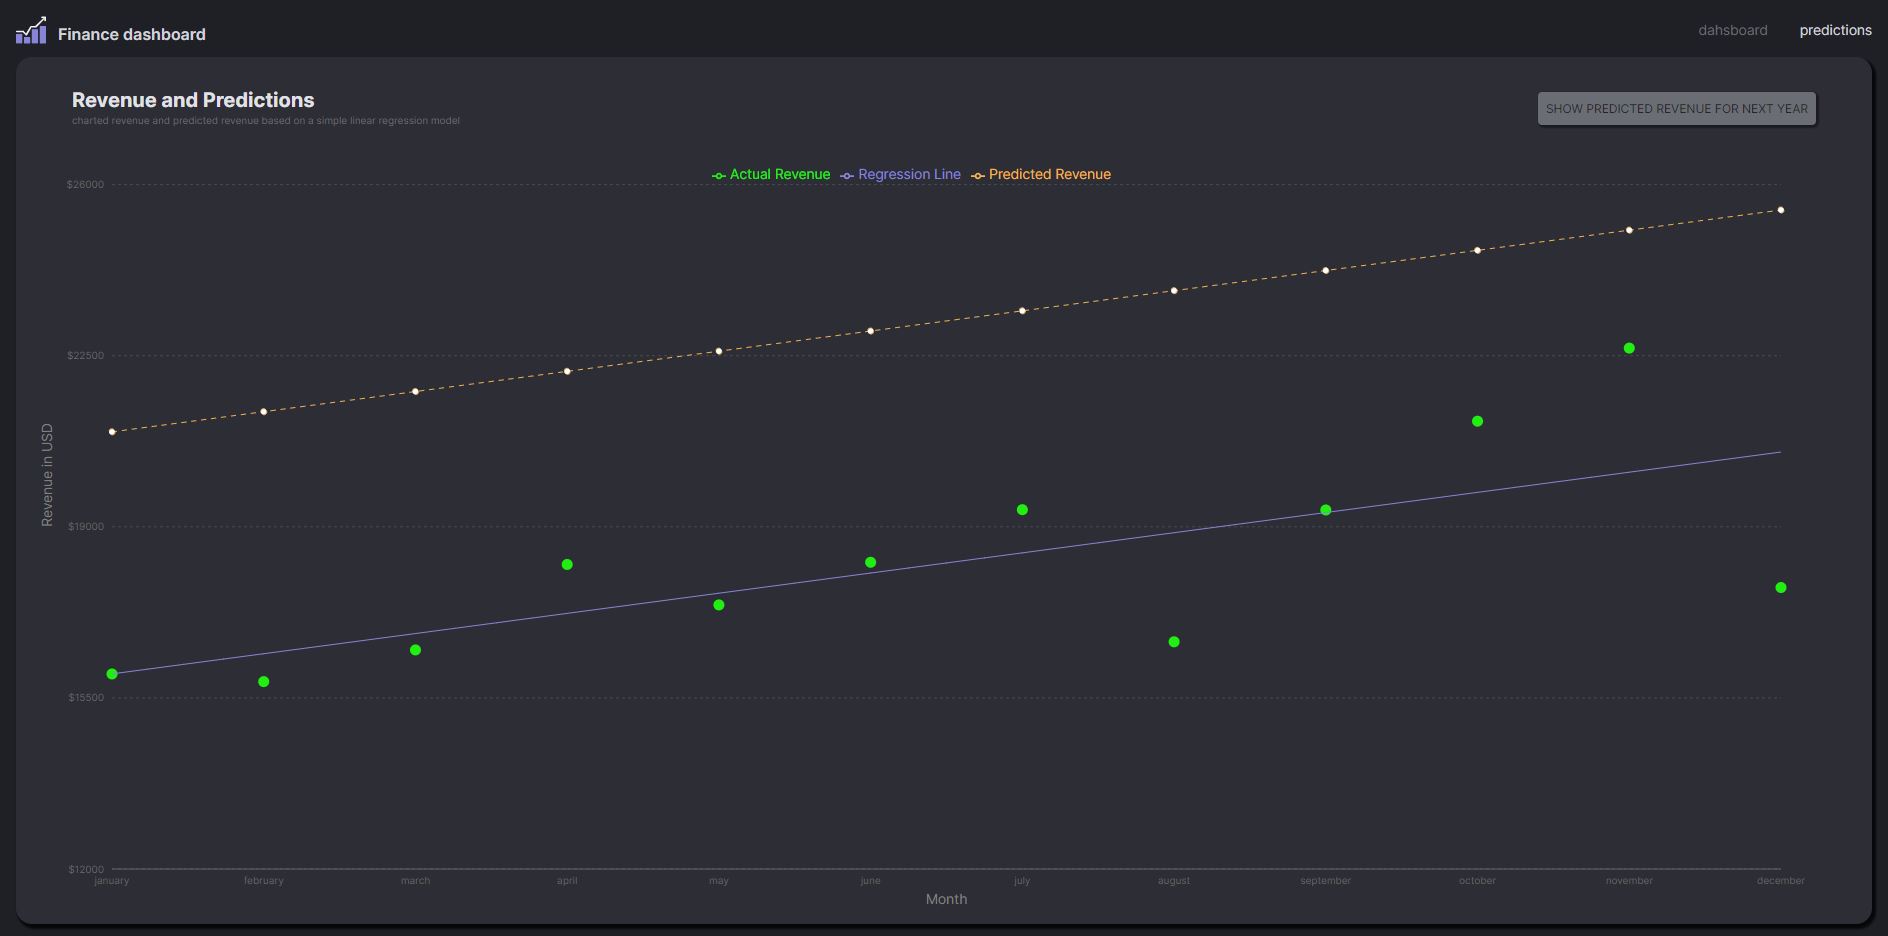 Finance dashboard
dahsboard predictions
Revenue and Predictions
charted revenue and predicted revenue based on a simple linear regression model
SHOW PREDICTED REVENUE FOR NEXT YEAR
Actual Revenue Regression Line Predicted Revenue
$26000
$22500
$19000
$15500
$12000
Revenue in USD
january february march april may june july august september october november december
Month